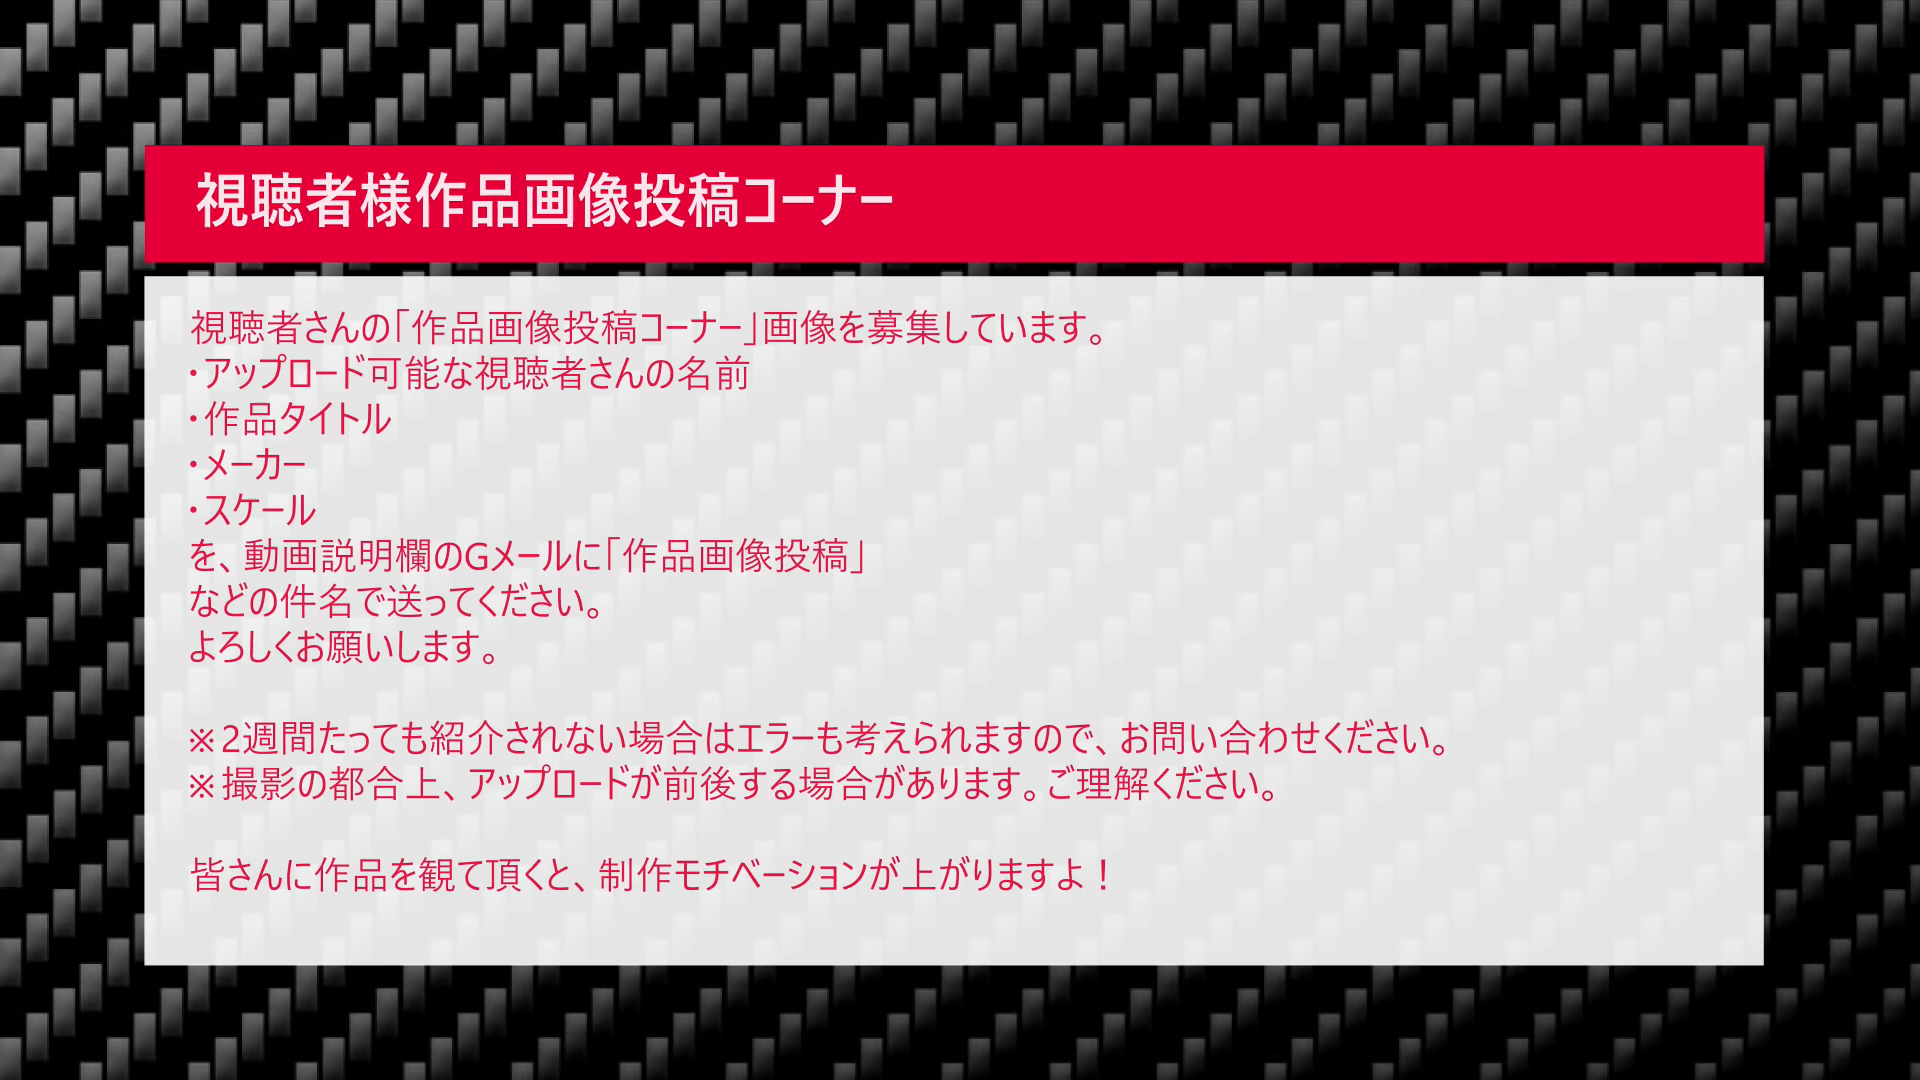 視聴者様作品画像投稿コーナー
視聴者さんの「作品画像投稿コーナー」画像を募集しています。
・アップロード可能な視聴者さんの名前
・作品タイトル
・メーカー
・スケール
を、動画説明欄のGメールに「作品画像投稿」
などの件名で送ってください。
よろしくお願いします。
※2週間たっても紹介されない場合はエラーも考えられますので、お問い合わせください。
※撮影の都合上、アップロードが前後する場合があります。ご理解ください。
皆さんに作品を観て頂くと、制作モチベーションが上がりますよ！